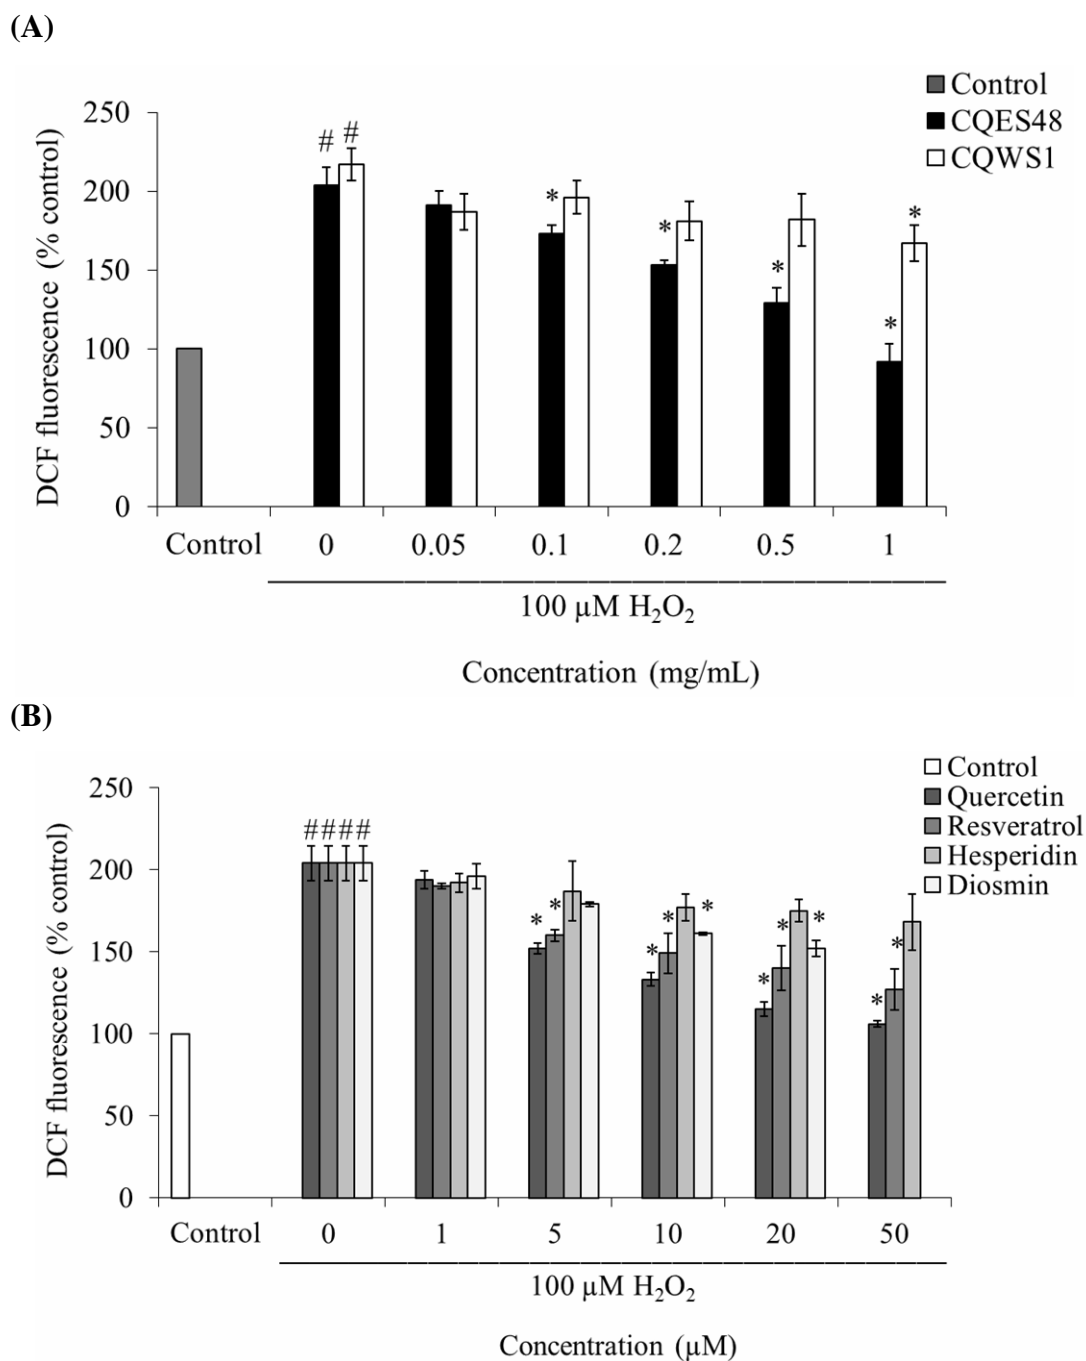 (A)
Control
CQES48
CQWS1
DCF fluorescence (% control)
250
200
150
100
50
0
# #
*
*
*
*
*
Control 0 0.05 0.1 0.2 0.5 1
100 µM H₂O₂
Concentration (mg/mL)
(B)
Control
Quercetin
Resveratrol
Hesperidin
Diosmin
DCF fluorescence (% control)
250
200
150
100
50
0
####
* *
* * *
* * *
* *
Control 0 1 5 10 20 50
100 µM H₂O₂
Concentration (µM)